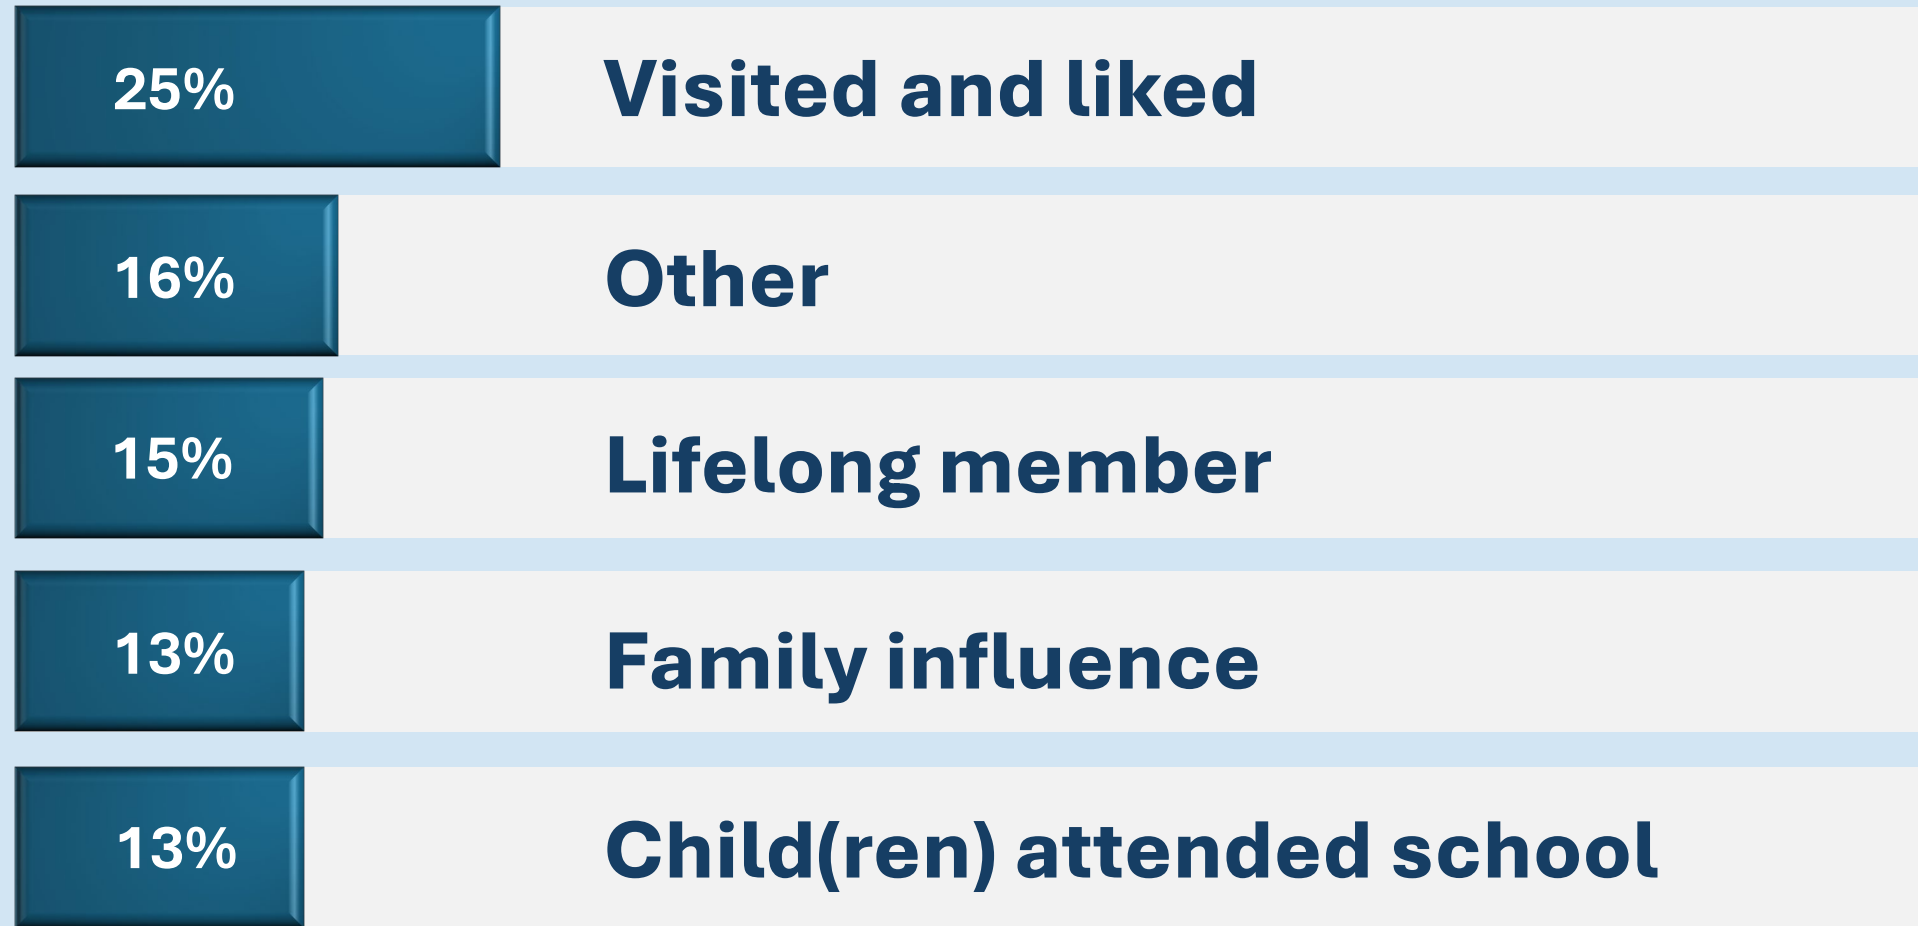 25% Visited and liked
16% Other
15% Lifelong member
13% Family influence
13% Child(ren) attended school